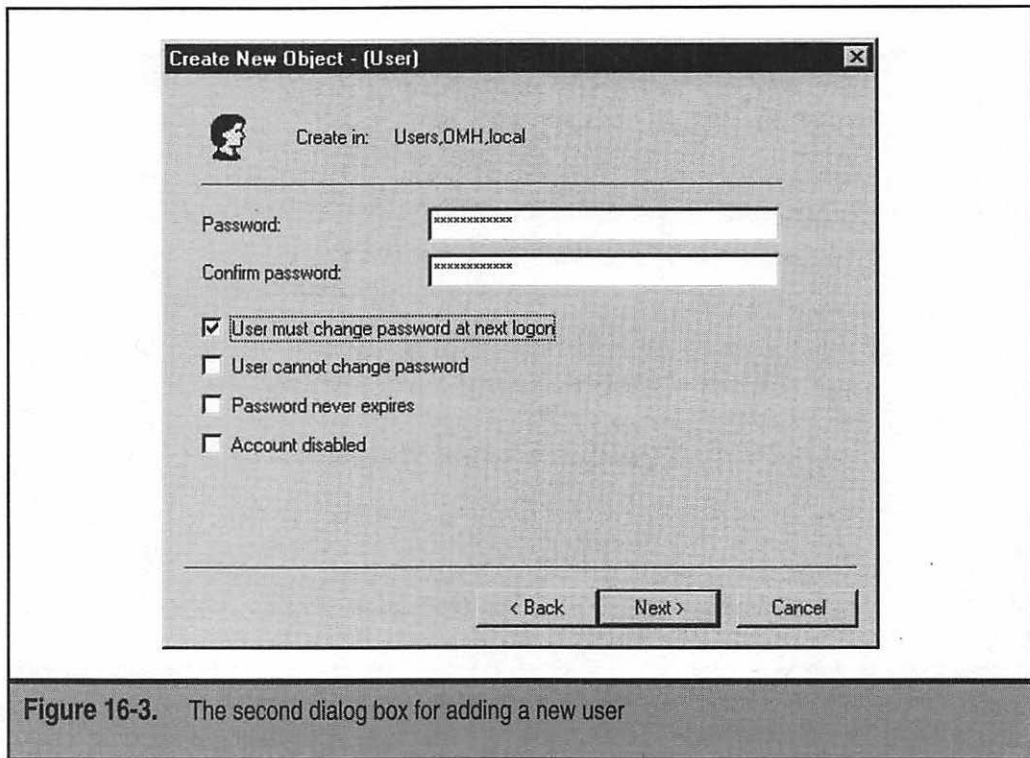 Create New Object - (User)
Create in: Users,OMH,local
Password: xxxxxxxxxxxx
Confirm password: xxxxxxxxxxxx
User must change password at next logon
User cannot change password
Password never expires
Account disabled
< Back Next > Cancel
Figure 16-3. The second dialog box for adding a new user